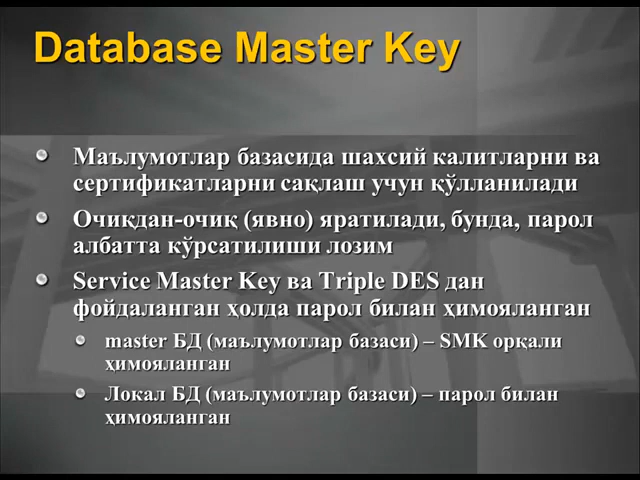 Database Master Key
Маълумотлар базасида шахсий калитларни ва
сертификатларни сақлаш учун қўлланилади
Очиқдан-очиқ (явно) яратилади, бунда, парол
албатта кўрсатилиши лозим
Service Master Key ва Triple DES дан
фойдаланган ҳолда парол билан ҳимояланган
master БД (маълумотлар базаси) – SMK орқали
ҳимояланган
Локал БД (маълумотлар базаси) – парол билан
ҳимояланган